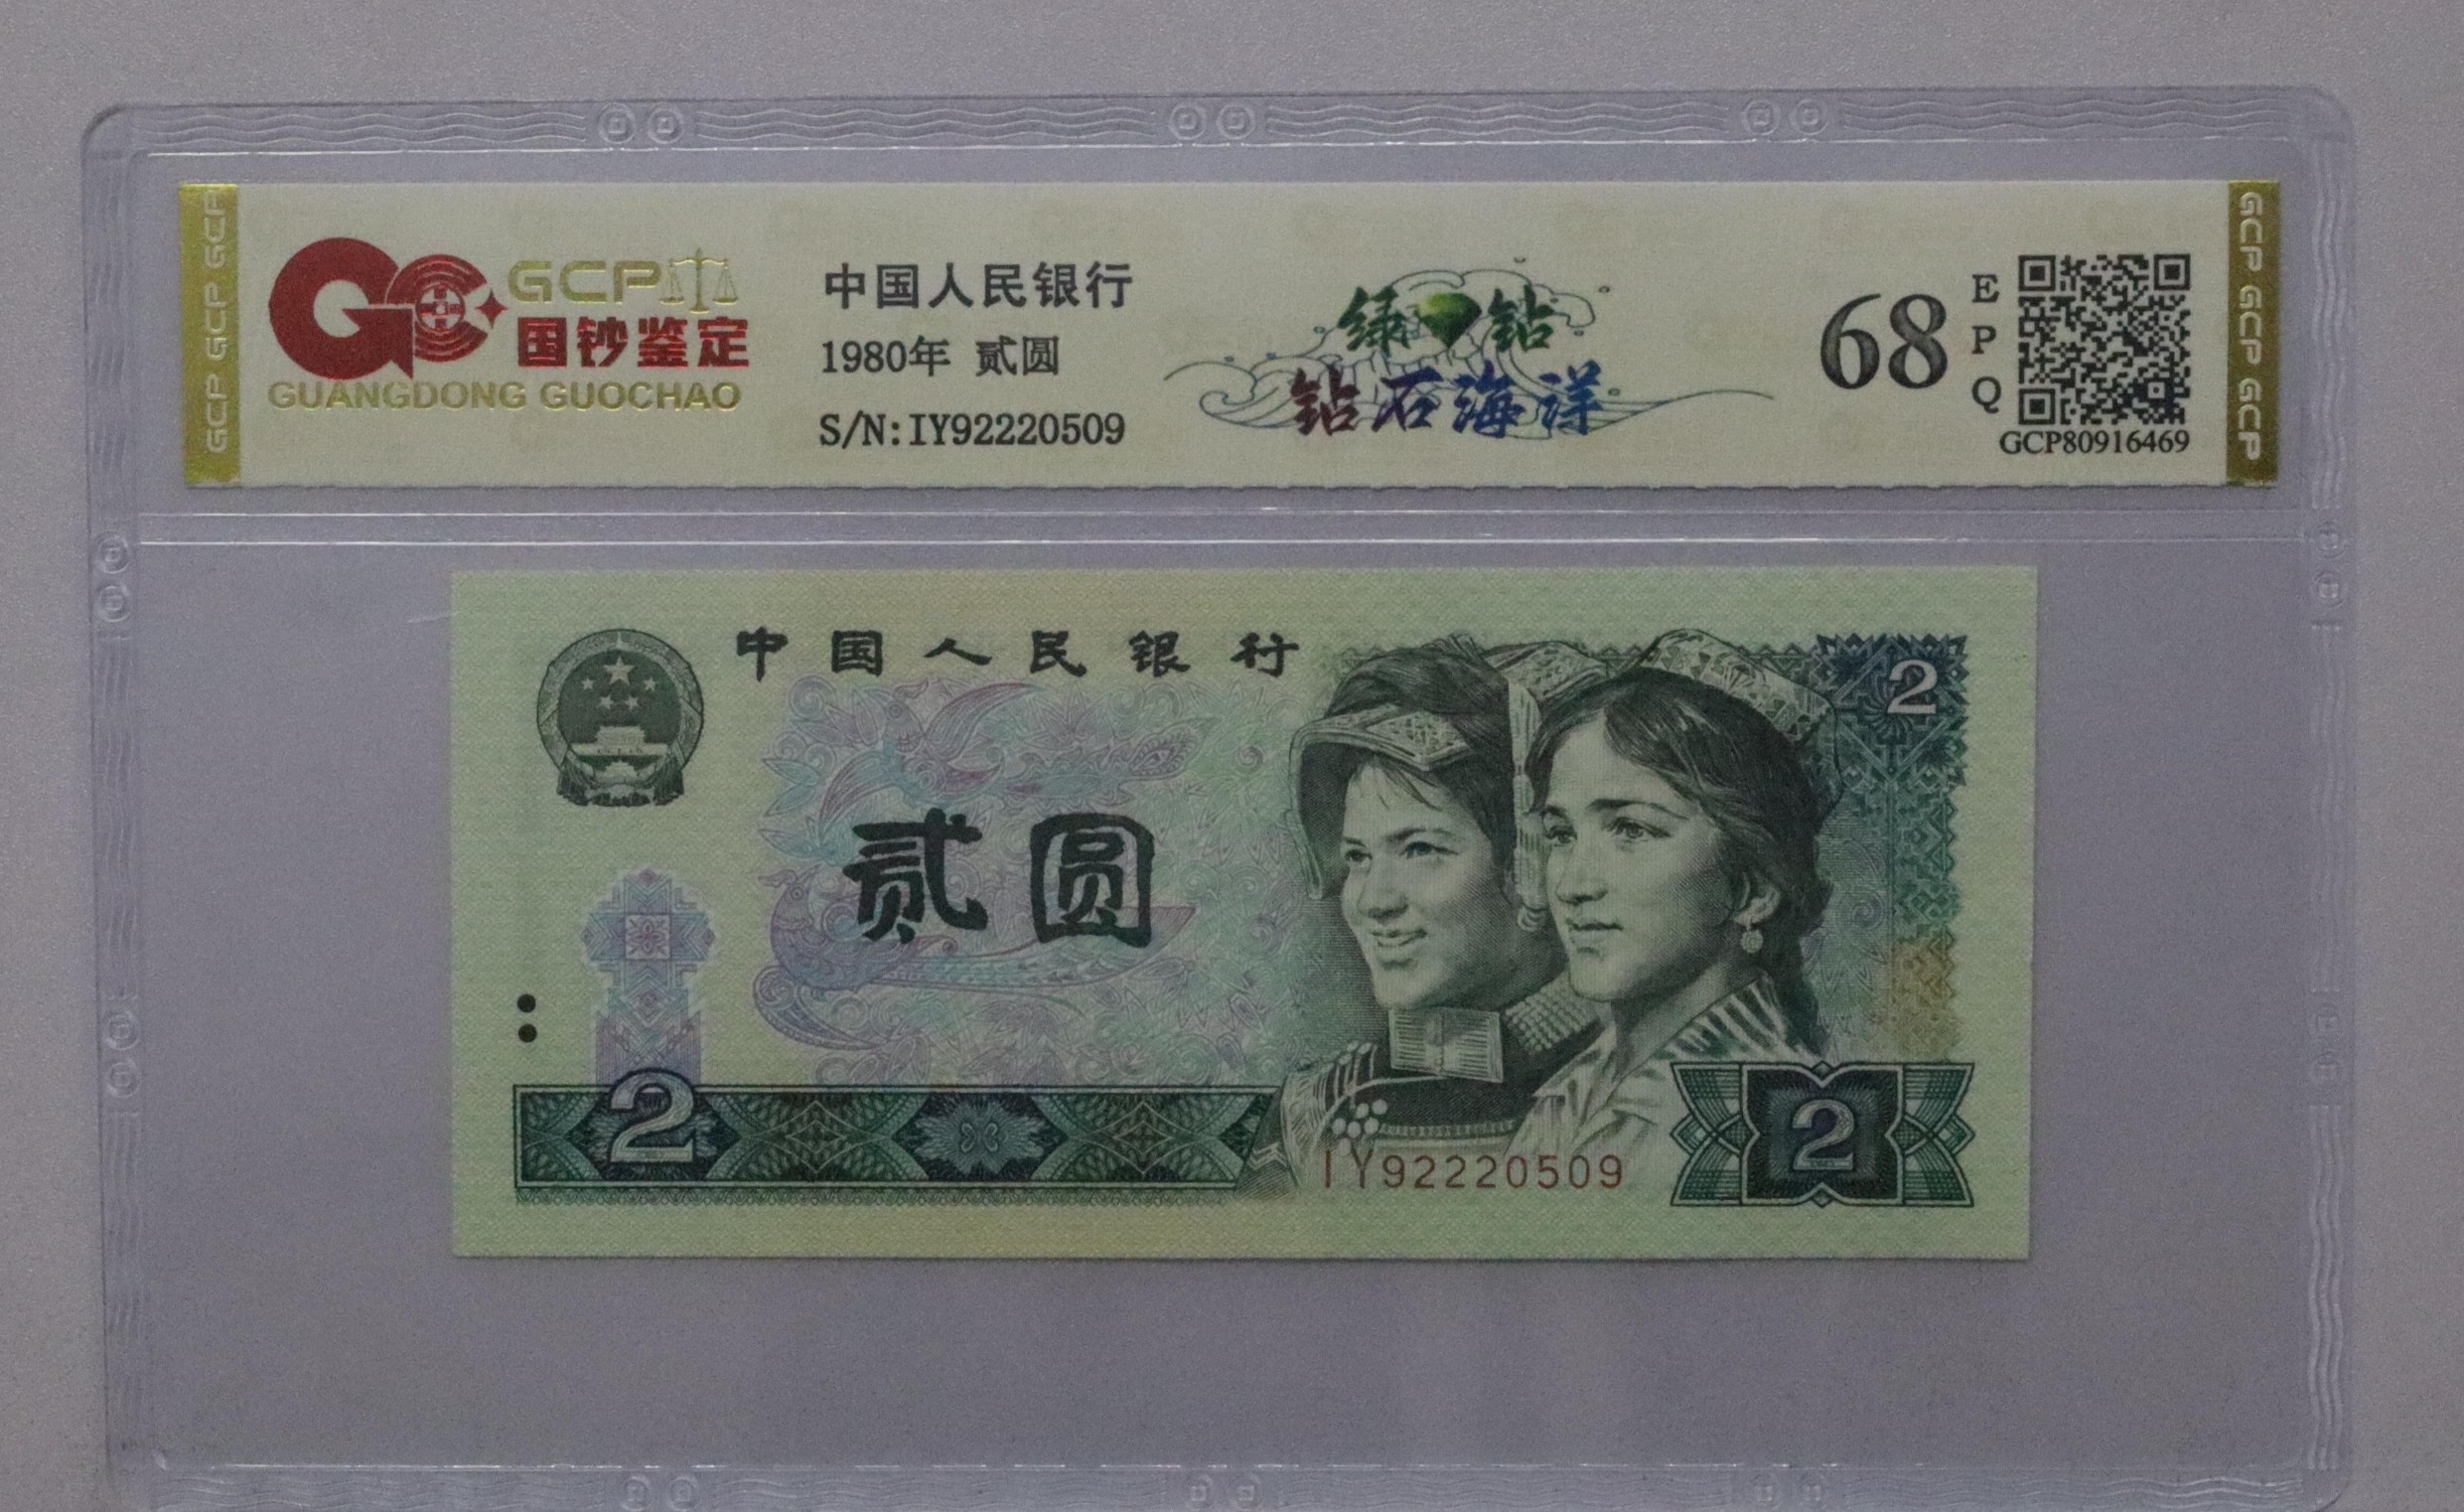 GCP GCP GCP
GCP
国钞鉴定
GUANGDONG GUOCHAO
中国人民银行
1980年 贰圆
S/N:IY92220509
绿钻
钻石海洋
68
EPQ
GCP80916469
GCP GCP GCP
中国人民银行
2
贰圆
2
IY92220509
2